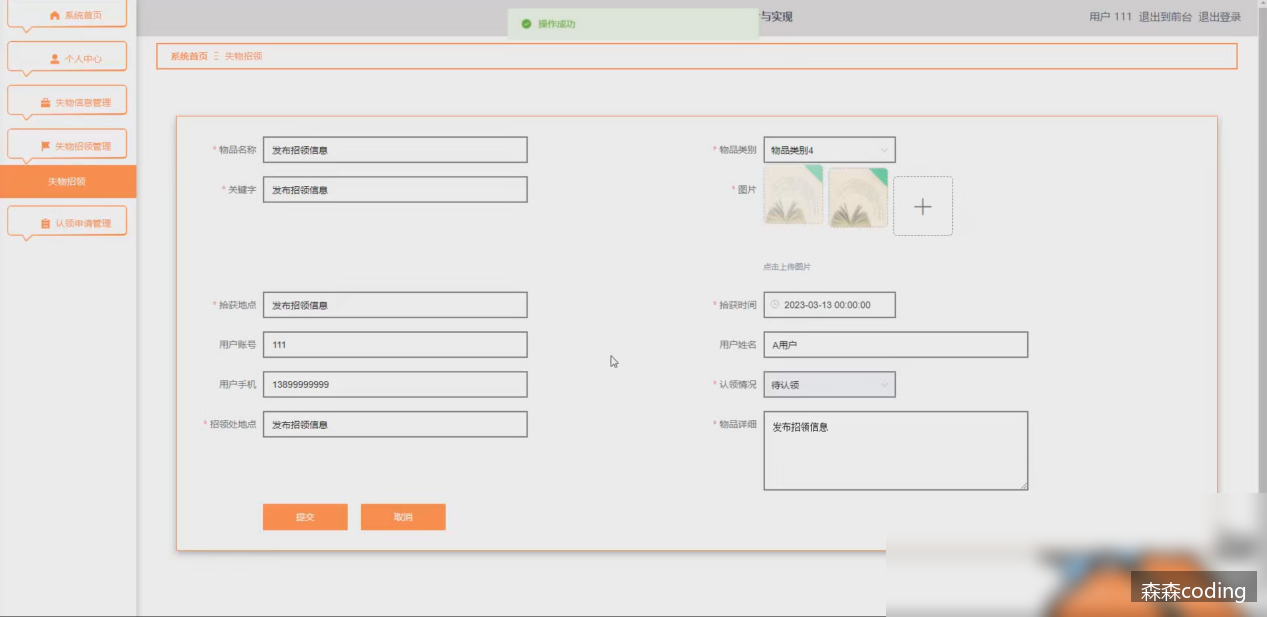 系统首页
操作成功
与实现
用户 111 退出到前台 退出登录
个人中心
系统首页 失物招领
失物信息管理
失物招领管理
失物招领
认领申请管理
* 物品名称 发布招领信息
* 物品类别 物品类别4
* 关键字 发布招领信息
* 图片
点击上传图片
* 拾获地点 发布招领信息
* 拾获时间 2023-03-13 00:00:00
用户账号 111
用户姓名 A用户
用户手机 13899999999
* 认领情况 待认领
* 招领处地点 发布招领信息
* 物品详细 发布招领信息
提交 取消
森森coding